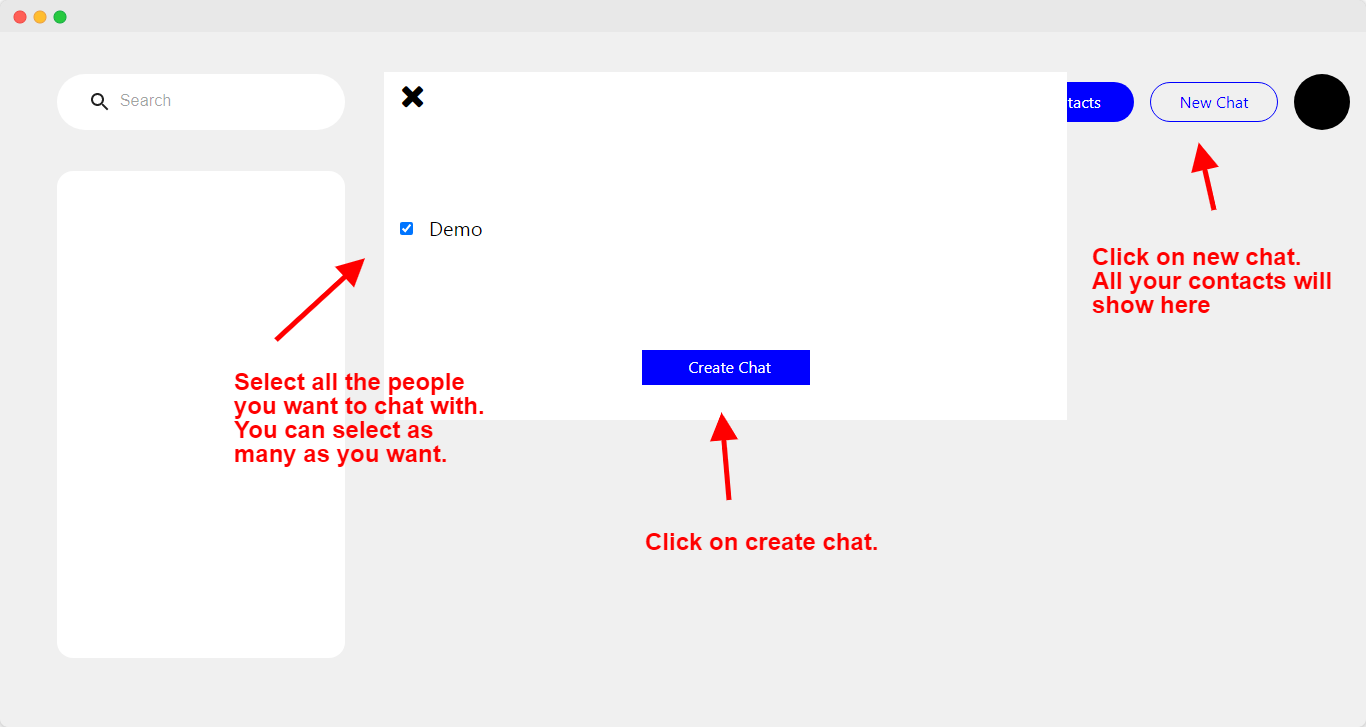 Search
tacts
New Chat
Demo
Click on new chat.
All your contacts will
show here
Create Chat
Select all the people
you want to chat with.
You can select as
many as you want.
Click on create chat.